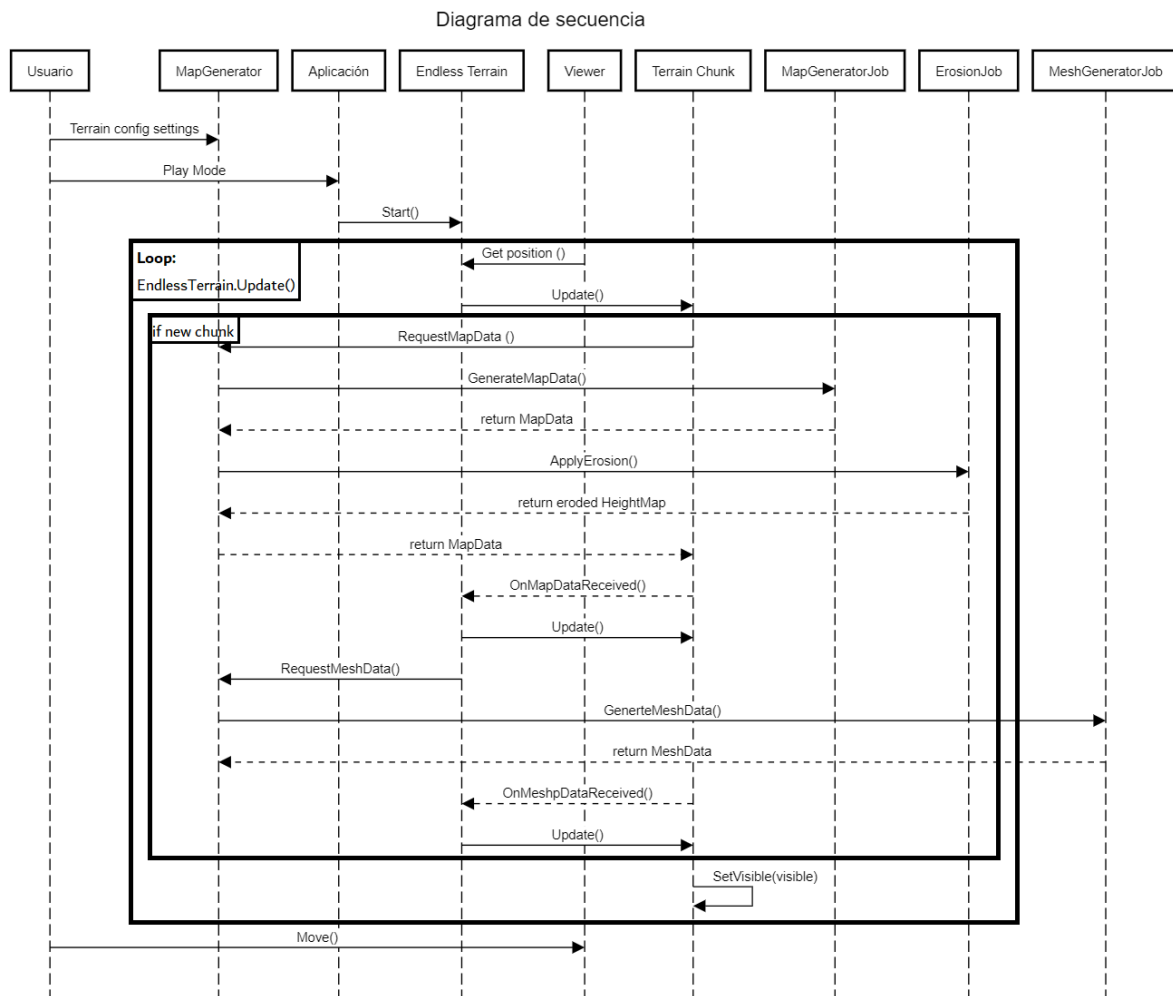 Diagrama de secuencia
Usuario
MapGenerator
Aplicación
Endless Terrain
Viewer
Terrain Chunk
MapGeneratorJob
ErosionJob
MeshGeneratorJob
Terrain config settings
Play Mode
Start()
Loop:
EndlessTerrain.Update()
Get position ()
Update()
if new chunk
RequestMapData ()
GenerateMapData()
return MapData
ApplyErosion()
return eroded HeightMap
return MapData
OnMapDataReceived()
Update()
RequestMeshData()
GenerteMeshData()
return MeshData
OnMeshpDataReceived()
Update()
SetVisible(visible)
Move()